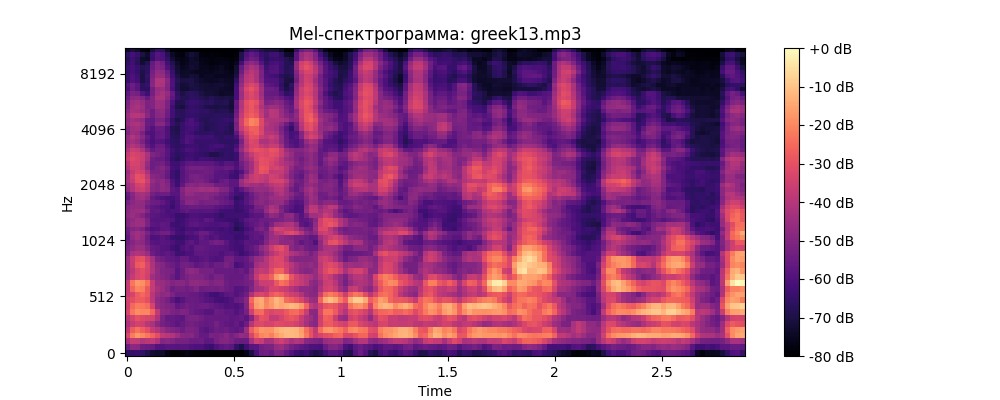 Mel-спектрограмма: greek13.mp3
Hz
8192
4096
2048
1024
512
0
0
0.5
1
1.5
2
2.5
Time
+0 dB
-10 dB
-20 dB
-30 dB
-40 dB
-50 dB
-60 dB
-70 dB
-80 dB